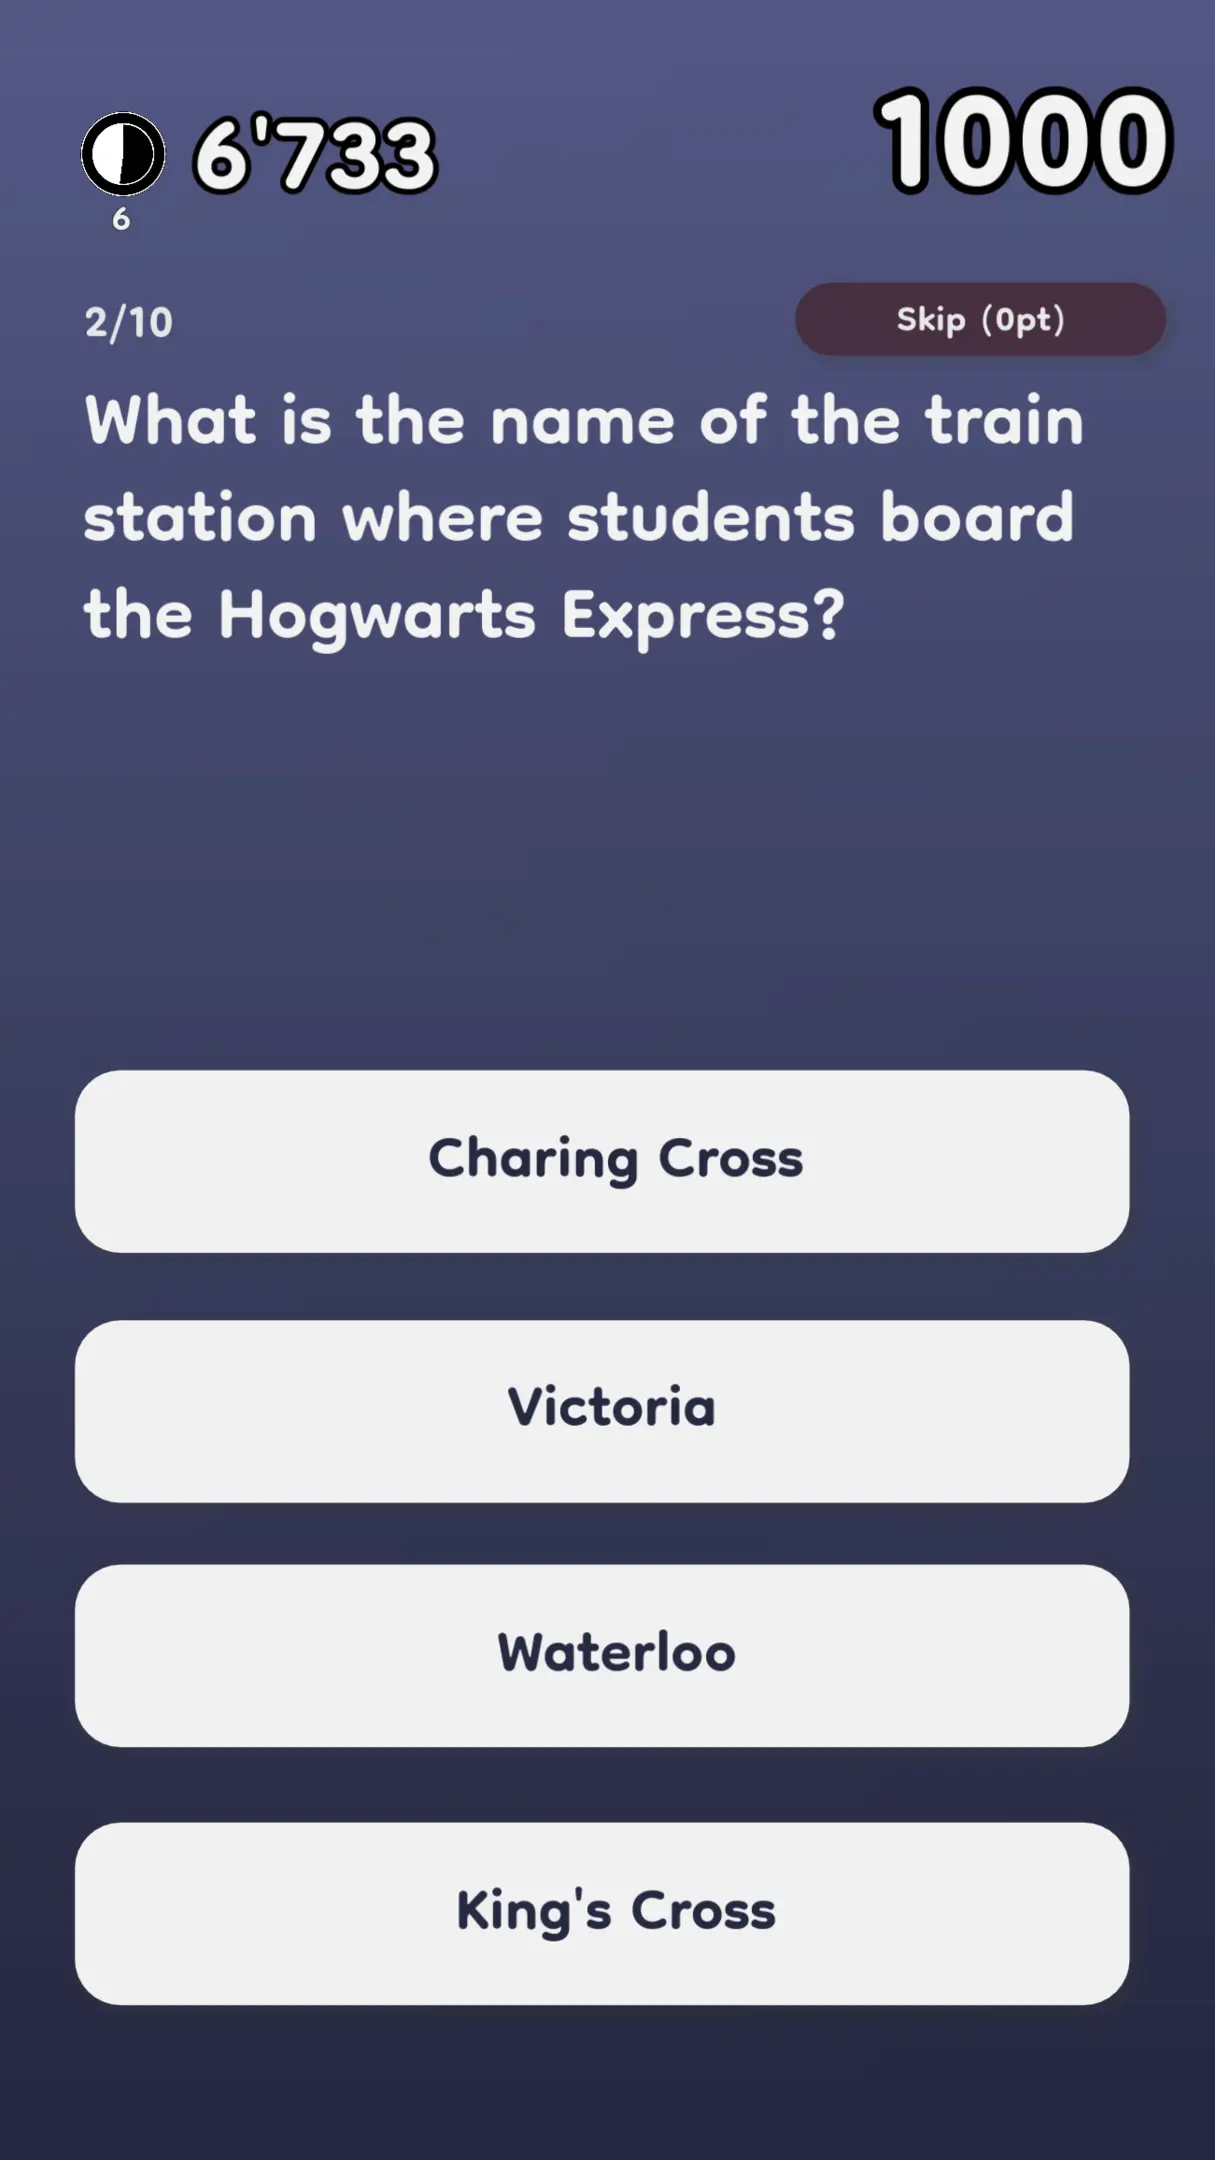 6'733
1000
6
2/10
Skip (0pt)
What is the name of the train
station where students board
the Hogwarts Express?
Charing Cross
Victoria
Waterloo
King's Cross